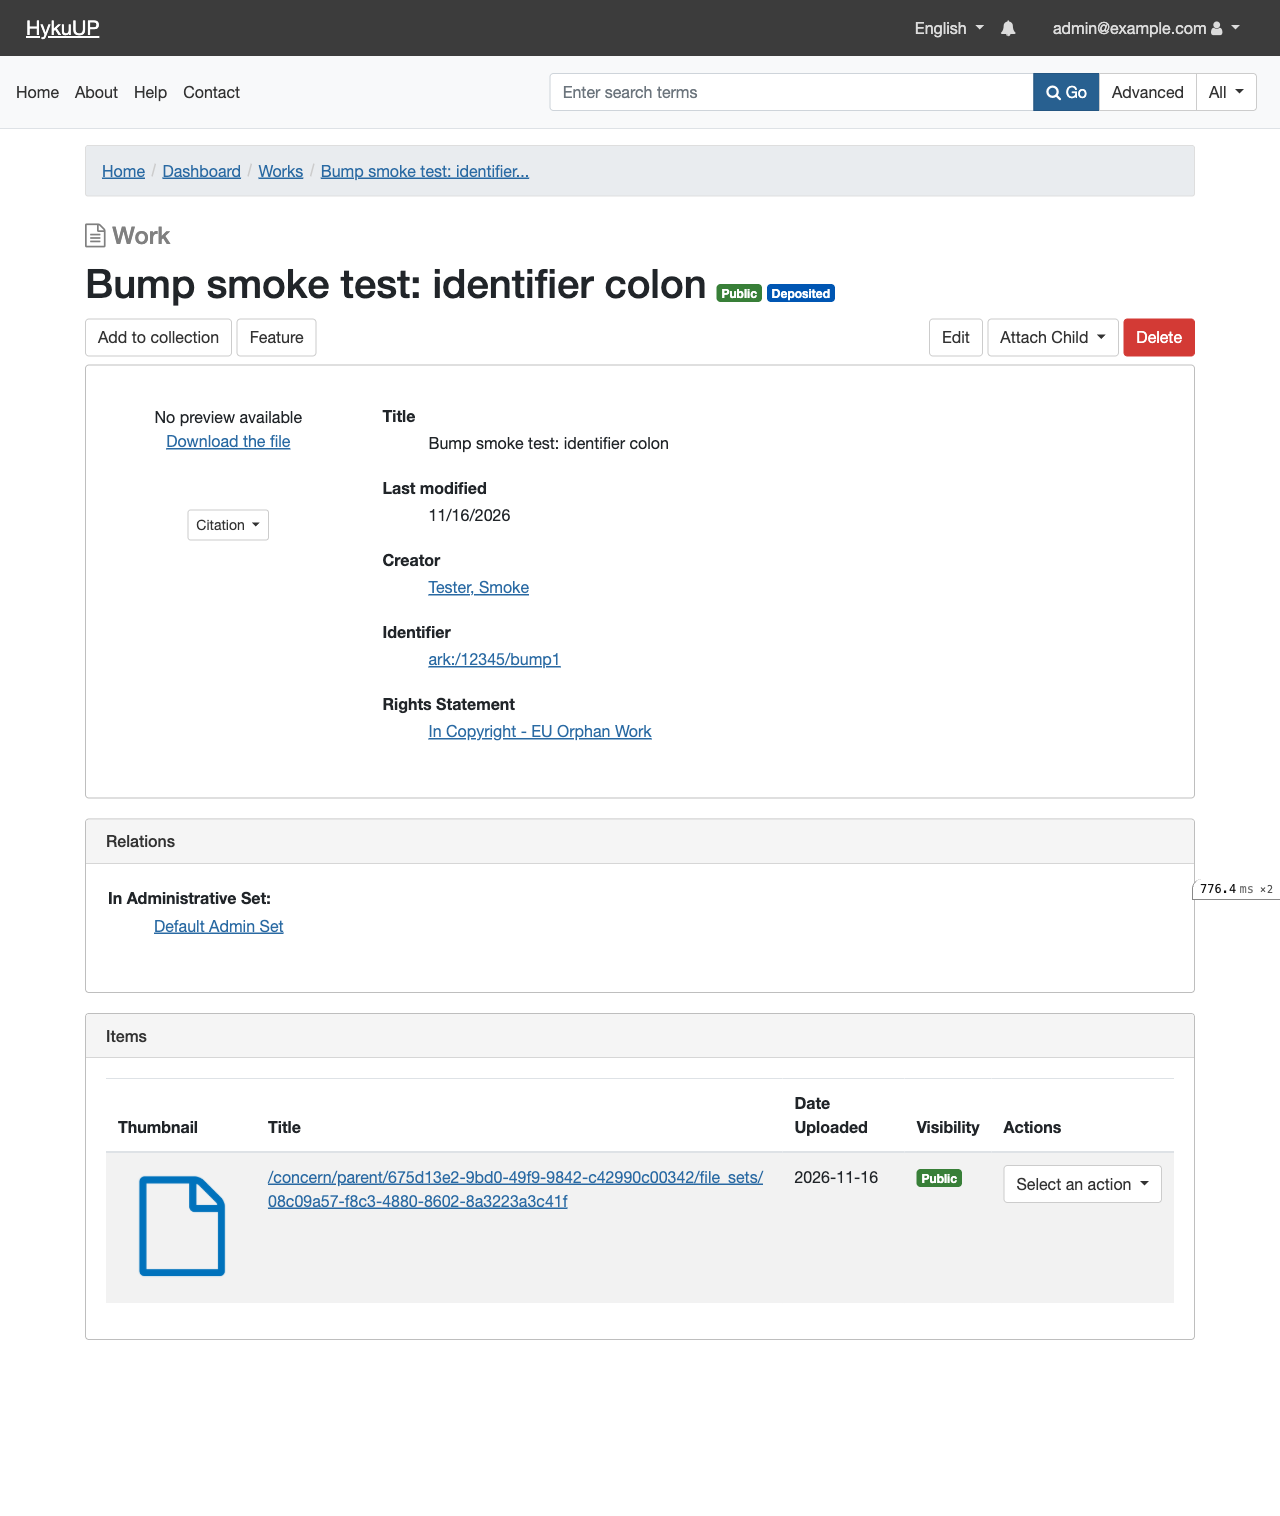 HykuUP
English
admin@example.com
Home About Help Contact
Enter search terms
Go
Advanced
All
Home / Dashboard / Works / Bump smoke test: identifier...
Work
Bump smoke test: identifier colon Public Deposited
Add to collection Feature
Edit Attach Child Delete
No preview available
Download the file
Citation
Title
Bump smoke test: identifier colon
Last modified
11/16/2026
Creator
Tester, Smoke
Identifier
ark:/12345/bump1
Rights Statement
In Copyright - EU Orphan Work
Relations
776.4 ms ×2
In Administrative Set:
Default Admin Set
Items
Thumbnail Title Date Uploaded Visibility Actions
/concern/parent/675d13e2-9bd0-49f9-9842-c42990c00342/file_sets/
08c09a57-f8c3-4880-8602-8a3223a3c41f
2026-11-16
Public
Select an action